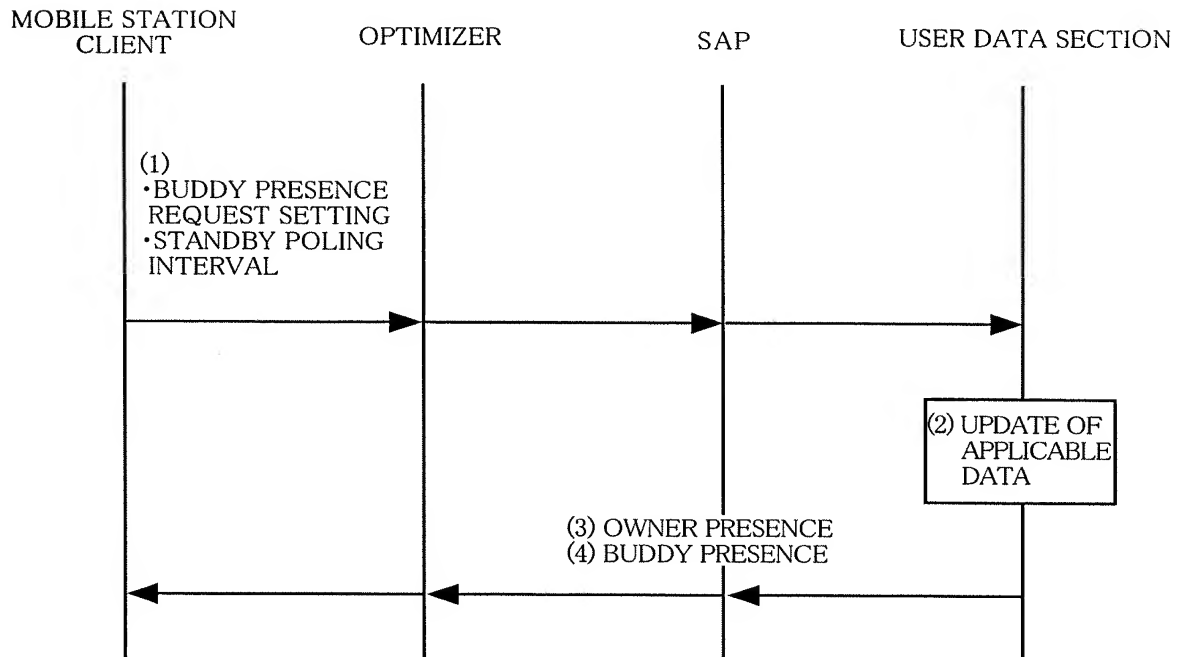 MOBILE STATION
CLIENT
OPTIMIZER
SAP
USER DATA SECTION
(1)
·BUDDY PRESENCE
REQUEST SETTING
·STANDBY POLING
INTERVAL
(2) UPDATE OF
APPLICABLE
DATA
(3) OWNER PRESENCE
(4) BUDDY PRESENCE